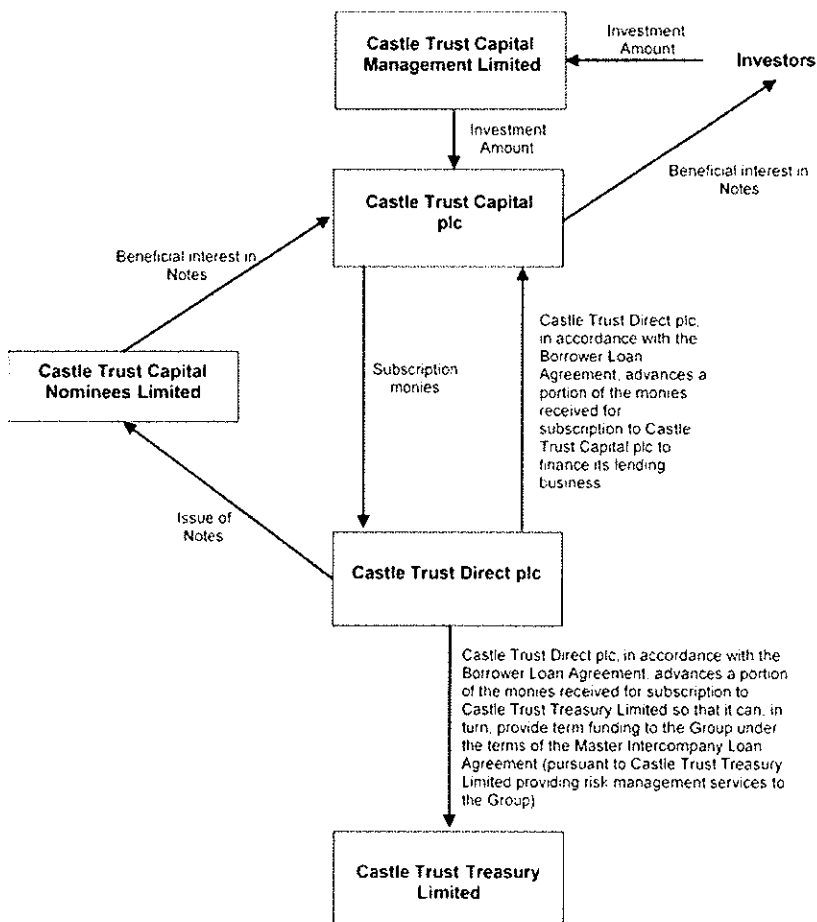 Castle Trust Capital
Management Limited
Investment
Amount
Investors
Investment
Amount
Castle Trust Capital
plc
Beneficial interest in
Notes
Beneficial interest in
Notes
Castle Trust Capital
Nominees Limited
Subscription
monies
Castle Trust Direct plc,
in accordance with the
Borrower Loan
Agreement, advances a
portion of the monies
received for
subscription to Castle
Trust Capital plc to
finance its lending
business
Issue of
Notes
Castle Trust Direct plc
Castle Trust Direct plc, in accordance with the
Borrower Loan Agreement, advances a portion
of the monies received for subscription to
Castle Trust Treasury Limited so that it can, in
turn, provide term funding to the Group under
the terms of the Master Intercompany Loan
Agreement (pursuant to Castle Trust Treasury
Limited providing risk management services to
the Group)
Castle Trust Treasury
Limited